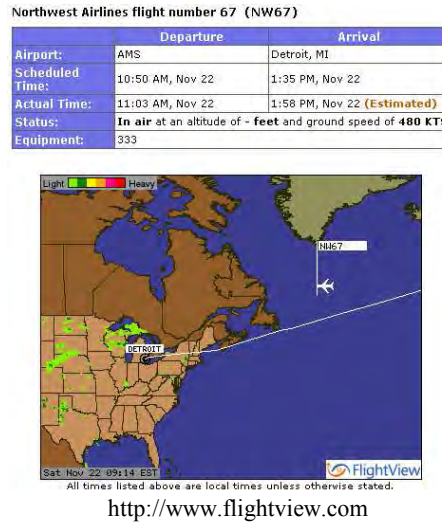 Northwest Airlines flight number 67 (NW67)
Departure Arrival
Airport: AMS Detroit, MI
Scheduled Time: 10:50 AM, Nov 22 1:35 PM, Nov 22
Actual Time: 11:03 AM, Nov 22 1:58 PM, Nov 22 (Estimated)
Status: In air at an altitude of - feet and ground speed of 480 KTS
Equipment: 333
Light Heavy
NW67
DETROIT
Sat Nov 22 09:14 EST
FlightView
All times listed above are local times unless otherwise stated.
http://www.flightview.com